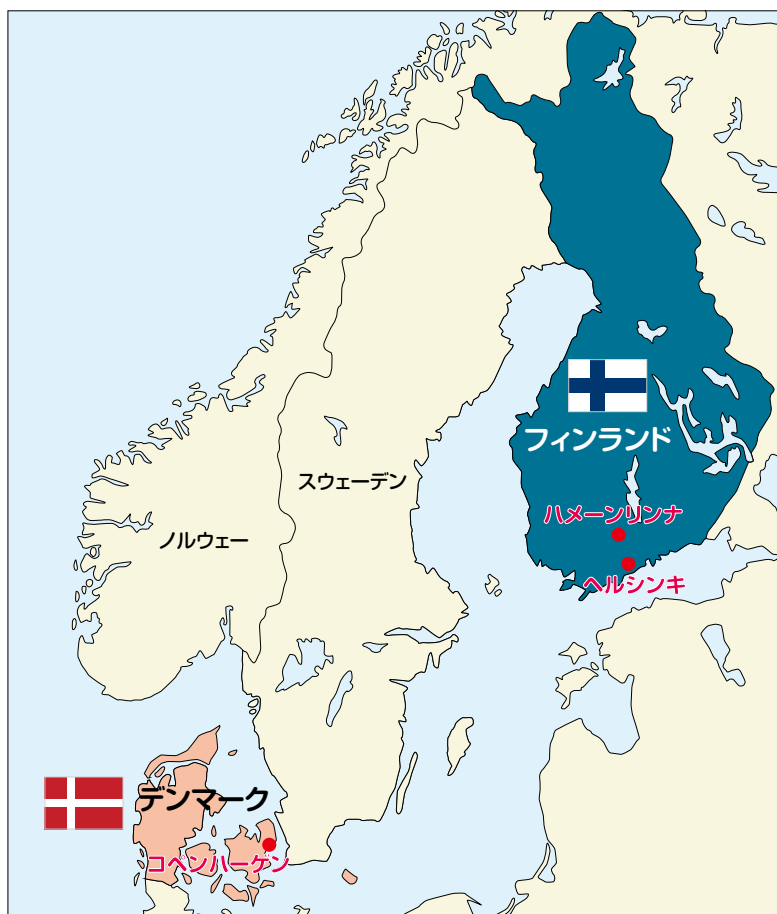 フィンランド
スウェーデン
ハメーンリンナ
ノルウェー
ヘルシンキ
デンマーク
コペンハーゲン